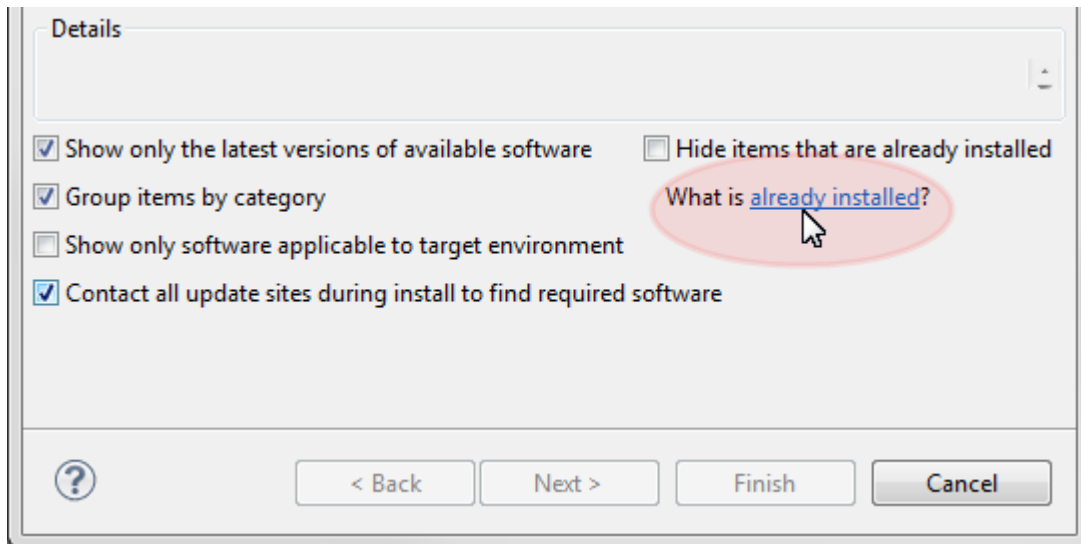 Details
Show only the latest versions of available software
Hide items that are already installed
Group items by category
What is already installed?
Show only software applicable to target environment
Contact all update sites during install to find required software
?
< Back
Next >
Finish
Cancel